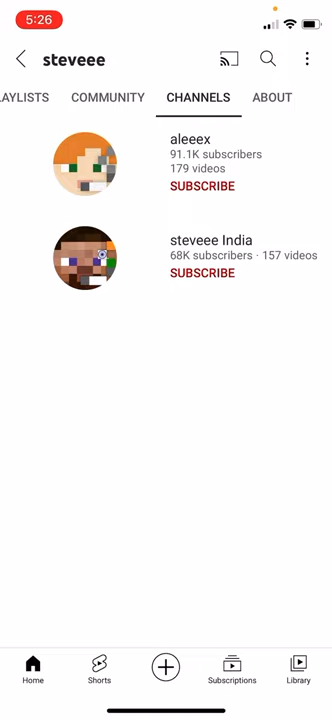 5:26
steveee
AYLISTS COMMUNITY CHANNELS ABOUT
aleeex
91.1K subscribers
179 videos
SUBSCRIBE
steveee India
68K subscribers · 157 videos
SUBSCRIBE
Home Shorts Subscriptions Library